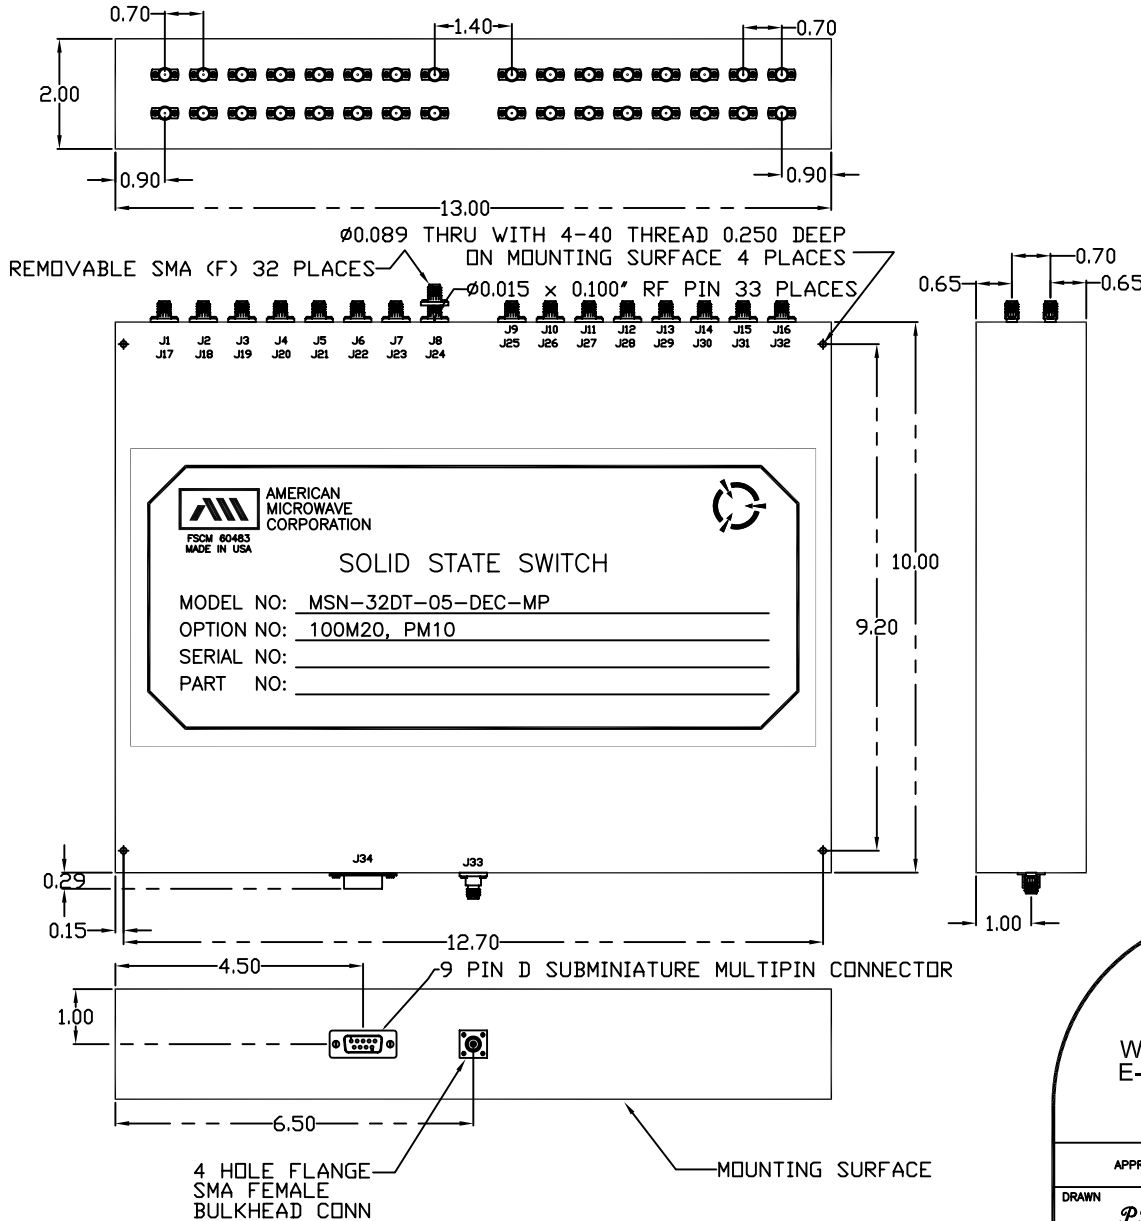 0.70
1.40
0.70
2.00
0.90
0.90
13.00
Ø0.089 THRU WITH 4-40 THREAD 0.250 DEEP
ON MOUNTING SURFACE 4 PLACES
REMOVABLE SMA (F) 32 PLACES
Ø0.015 x 0.100" RF PIN 33 PLACES
0.70
0.65
0.65
J1 J2 J3 J4 J5 J6 J7 J8 J9 J10 J11 J12 J13 J14 J15 J16
J17 J18 J19 J20 J21 J22 J23 J24 J25 J26 J27 J28 J29 J30 J31 J32
AMERICAN
MICROWAVE
CORPORATION
FSCM 60483
MADE IN USA
SOLID STATE SWITCH
MODEL NO: MSN-32DT-05-DEC-MP
OPTION NO: 100M20, PM10
SERIAL NO:
PART NO:
10.00
9.20
J34
J33
0.29
0.15
12.70
1.00
4.50
9 PIN D SUBMINIATURE MULTIPIN CONNECTOR
1.00
6.50
4 HOLE FLANGE
SMA FEMALE
BULKHEAD CONN
MOUNTING SURFACE
W
E-
APPR
DRAWN